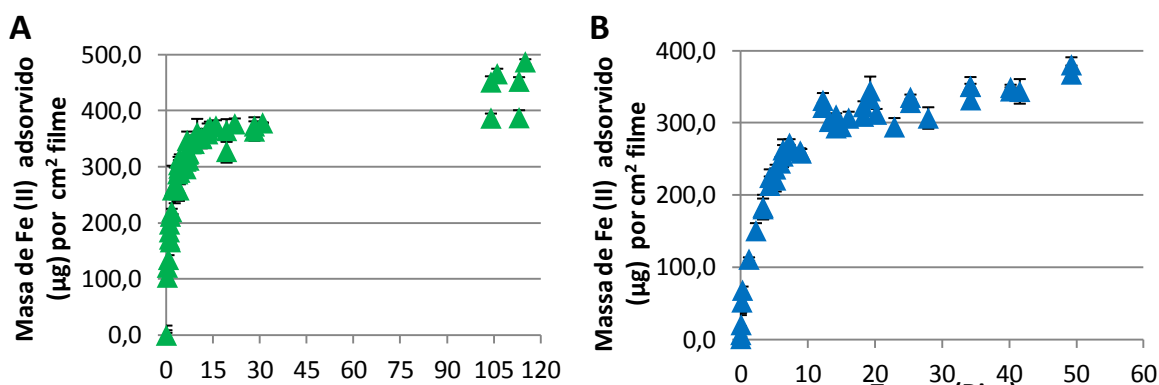 A
Masa de Fe (II) adsorvido
(µg) por cm2 filme
500,0
400,0
300,0
200,0
100,0
0,0
0 15 30 45 60 75 90 105 120
B
Massa de Fe (II) adsorvido
(µg) por cm2 filme
400,0
300,0
200,0
100,0
0,0
0 10 20 30 40 50 60